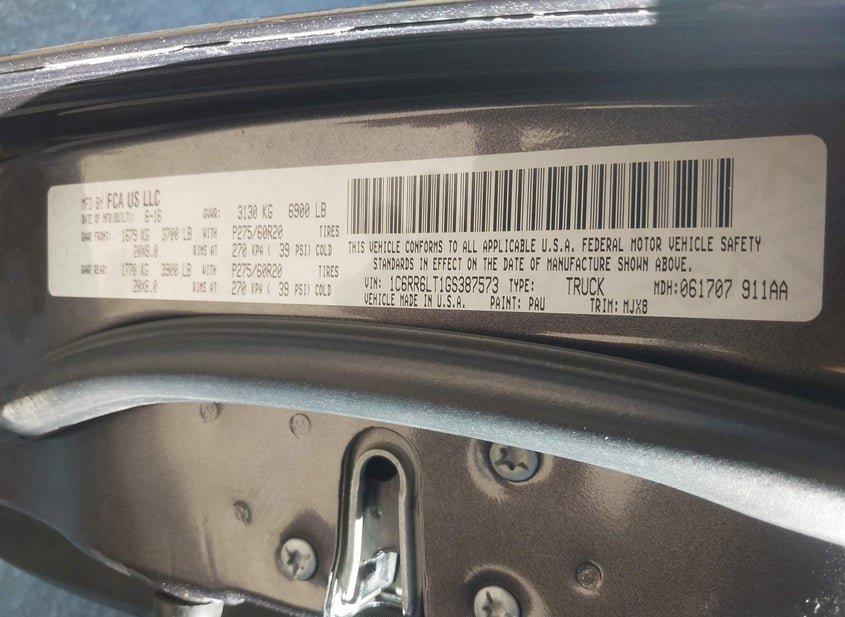 MFD BY FCA US LLC
DATE OF MFR(BUILT): 6-16 GVWR: 3130 KG 6900 LB
GAWR FRONT: 1679 KG 3700 LB WITH P275/60R20 TIRES
20X8.0 RIMS AT 270 KPA( 39 PSI) COLD
GAWR REAR: 1770 KG 3900 LB WITH P275/60R20 TIRES
20X8.0 RIMS AT 270 KPA( 39 PSI) COLD
THIS VEHICLE CONFORMS TO ALL APPLICABLE U.S.A. FEDERAL MOTOR VEHICLE SAFETY
STANDARDS IN EFFECT ON THE DATE OF MANUFACTURE SHOWN ABOVE.
VIN: 1C6RR6LT1GS387573 TYPE: TRUCK MDH:061707 911AA
VEHICLE MADE IN U.S.A. PAINT: PAU TRIM: MJX8